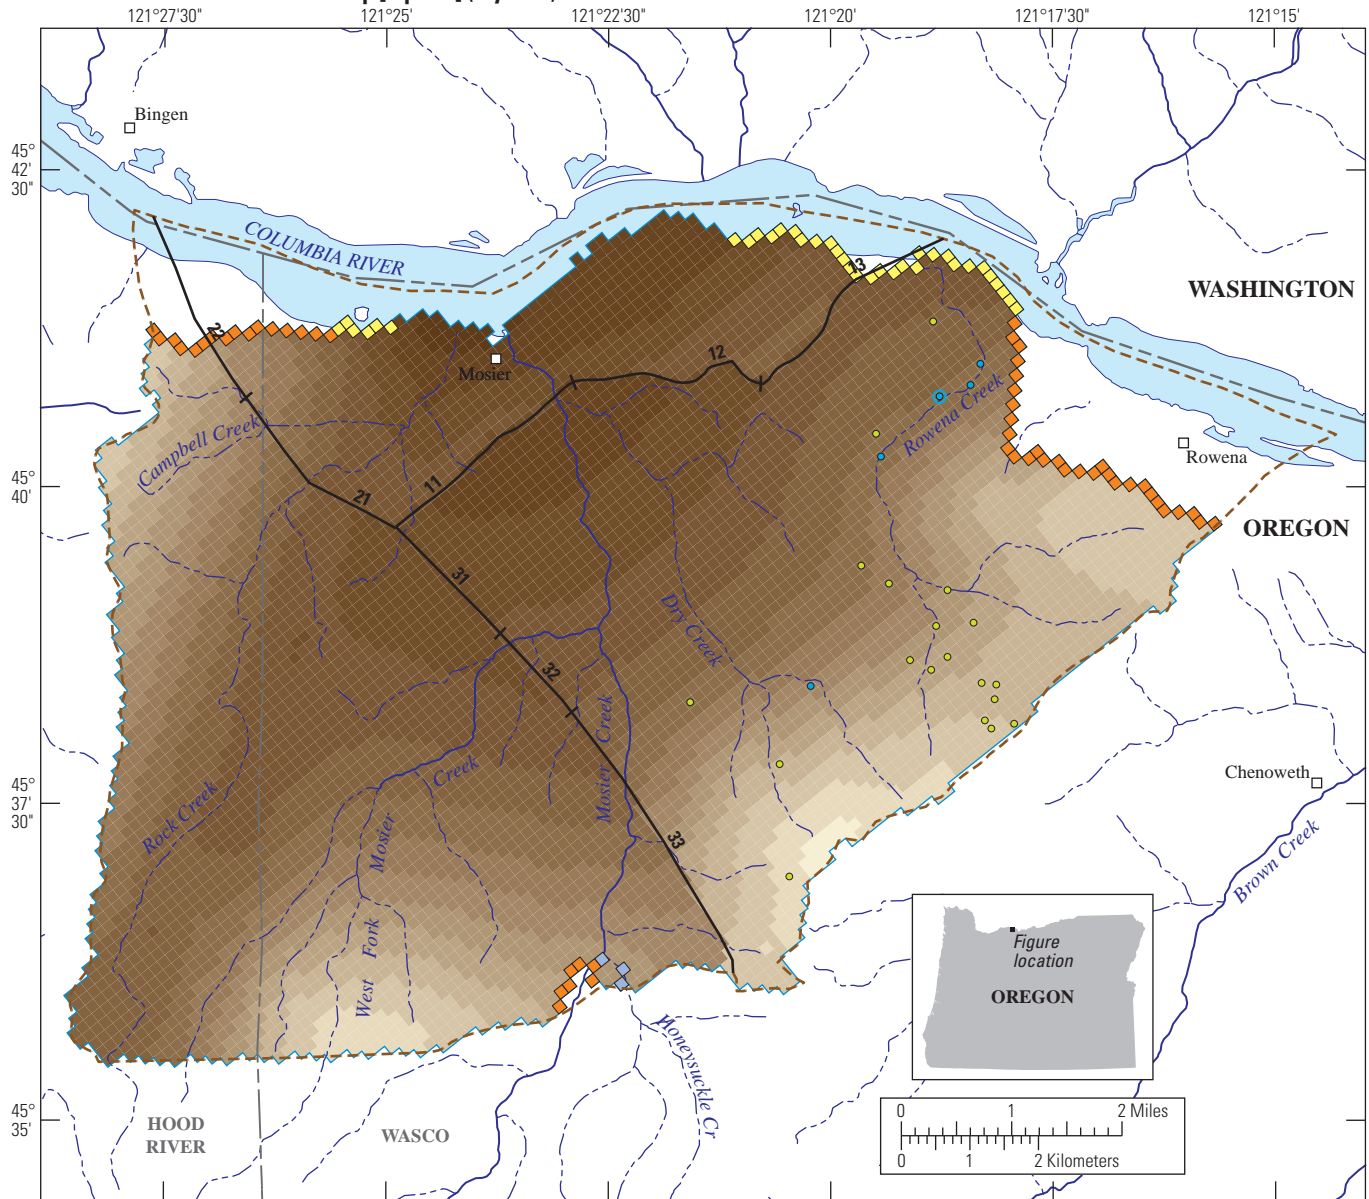 121°27'30"
121°25'
121°22'30"
121°20'
121°17'30"
121°15'
Bingen
45°
42'
30"
COLUMBIA RIVER
13
WASHINGTON
22
12
Mosier
Rowena Creek
Campbell Creek
Rowena
45°
40'
21
11
OREGON
31
Dry Creek
32
Mosier Creek
Creek
Chenoweth
45°
37'
30"
Rock Creek
Mosier
33
Brown Creek
Fork
West
Figure
location
OREGON
Honeysuckle Cr
45°
35'
HOOD
RIVER
WASCO
0 1 2 Miles
0 1 2 Kilometers